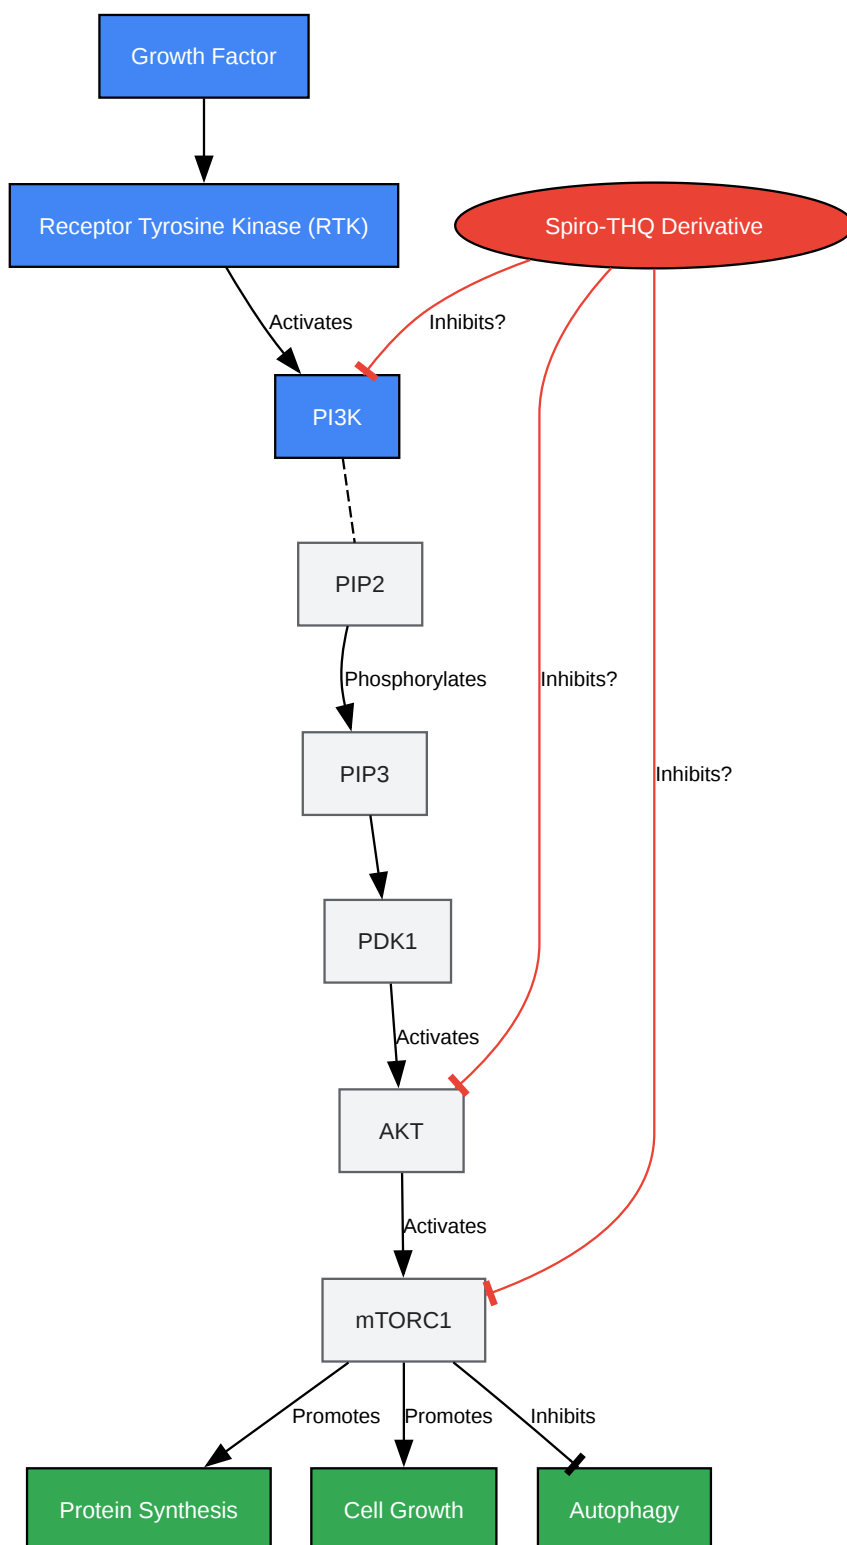 Growth Factor
Receptor Tyrosine Kinase (RTK)
Spiro-THQ Derivative
Activates
Inhibits?
PI3K
PIP2
Phosphorylates
Inhibits?
PIP3
Inhibits?
PDK1
Activates
AKT
Activates
mTORC1
Promotes
Promotes
Inhibits
Protein Synthesis
Cell Growth
Autophagy